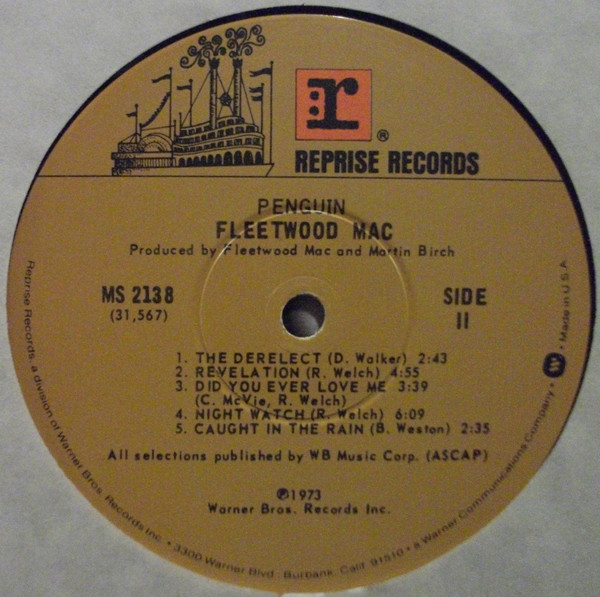 r
®
REPRISE RECORDS
PENGUIN
FLEETWOOD MAC
Produced by Fleetwood Mac and Martin Birch
MS 2138
(31,567)
SIDE
II
1. THE DERELECT (D. Walker) 2:43
2. REVELATION (R. Welch) 4:55
3. DID YOU EVER LOVE ME 3:39
(C. McVie, R. Welch)
4. NIGHT WATCH (R. Welch) 6:09
5. CAUGHT IN THE RAIN (B. Weston) 2:35
All selections published by WB Music Corp. (ASCAP)
℗1973
Warner Bros. Records Inc.
Reprise Records, a division of Warner Bros. Records Inc. • 3300 Warner Blvd., Burbank, Calif. 91510 • a Warner Communications Company • W • Made in U.S.A.